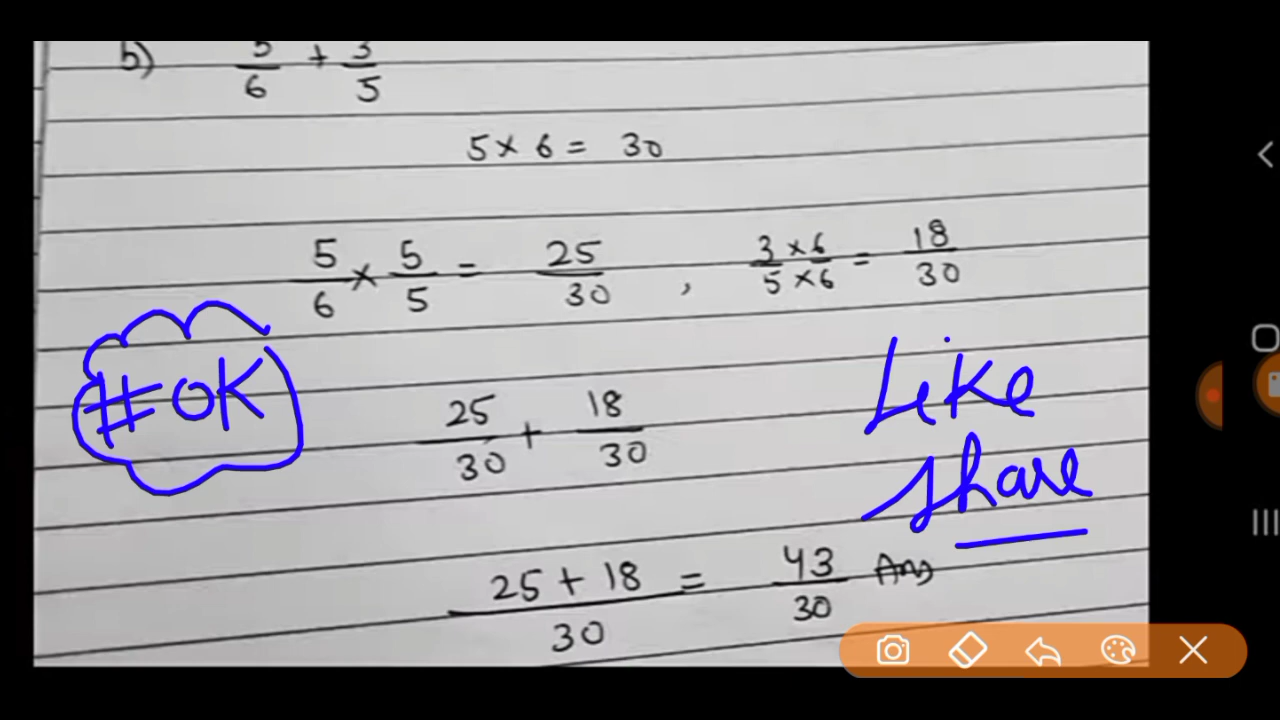 b) 5/6 + 3/5
5 × 6 = 30
5/6 × 5/5 = 25/30 , 3×6/5×6 = 18/30
#OK
25/30 + 18/30
Like
Share
25 + 18/30 = 43/30 Ans